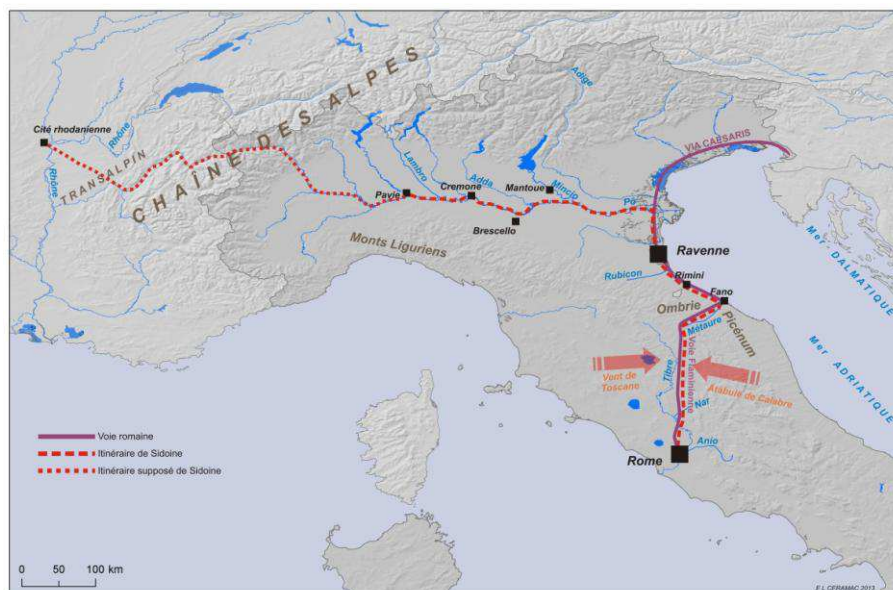 Cité rhodanienne
Rhône
Rhône
TRANSALPIN
CHAÎNE DES ALPES
Adige
VIA CAESARIS
Lambro
Adda
Mincio
Pavie
Cremone
Mantoue
Brescello
Pô
Monts Liguriens
Ravenne
Rubicon
Rimini
Fano
Mer DALMATIQUE
Ombrie
Métaure
Picénum
Mer ADRIATIQUE
Vent de
Toscane
Tibre
Voie Flaminienne
Atabule de Calabre
Nar
Anio
Rome
Voie romaine
Itinéraire de Sidoine
Itinéraire supposé de Sidoine
0 50 100 km
F L CERAMAC 2013